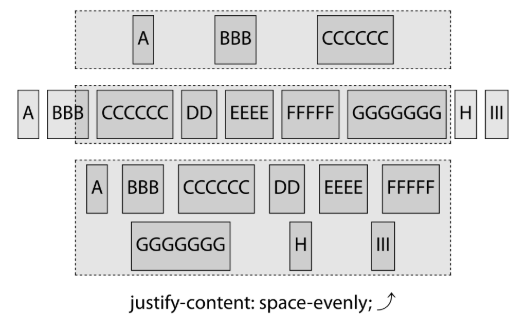 A BBB CCCCCC
A BBB CCCCCC DD EEEE FFFFF GGGGGGG H III
A BBB CCCCCC DD EEEE FFFFF
GGGGGGG H III
justify-content: space-evenly;